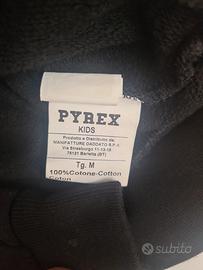 PYREX
KIDS
Prodotto e Distribuito da:
MANIFATTURE DADDATO S.P.A.
Via Strasburgo 11-13-15
76121 Barletta (BT)
Tg. M
100%Cotone-Cotton
subito